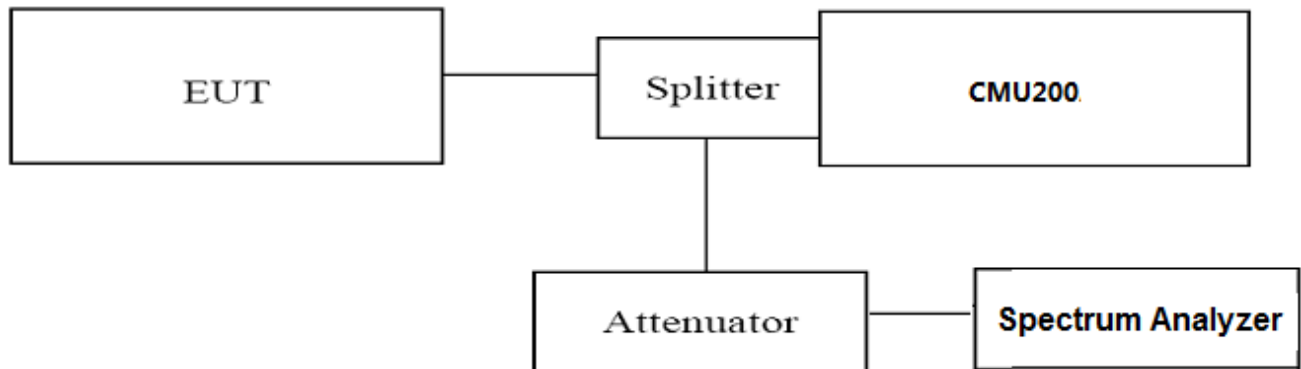 EUT
Splitter
CMU200
Attenuator
Spectrum Analyzer